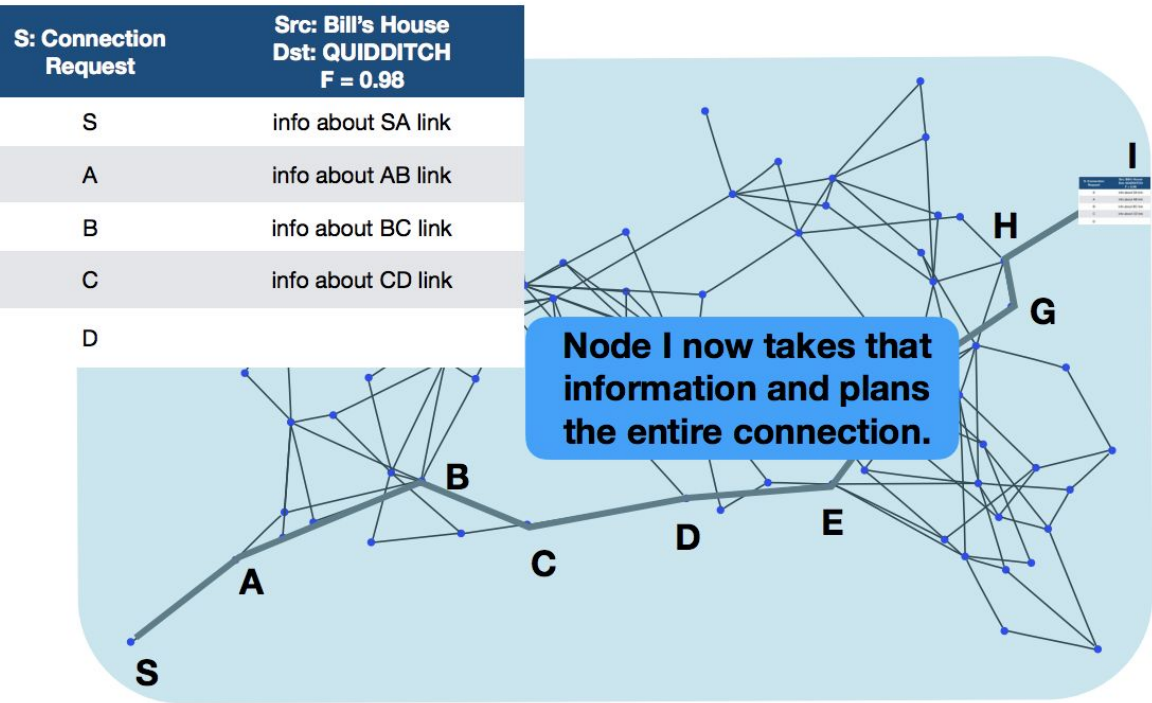 S: Connection Request
Src: Bill's House
Dst: QUIDDITCH
F = 0.98
S info about SA link
A info about AB link
B info about BC link
C info about CD link
D
Node I now takes that
information and plans
the entire connection.
I
H
G
B
E
D
C
A
S